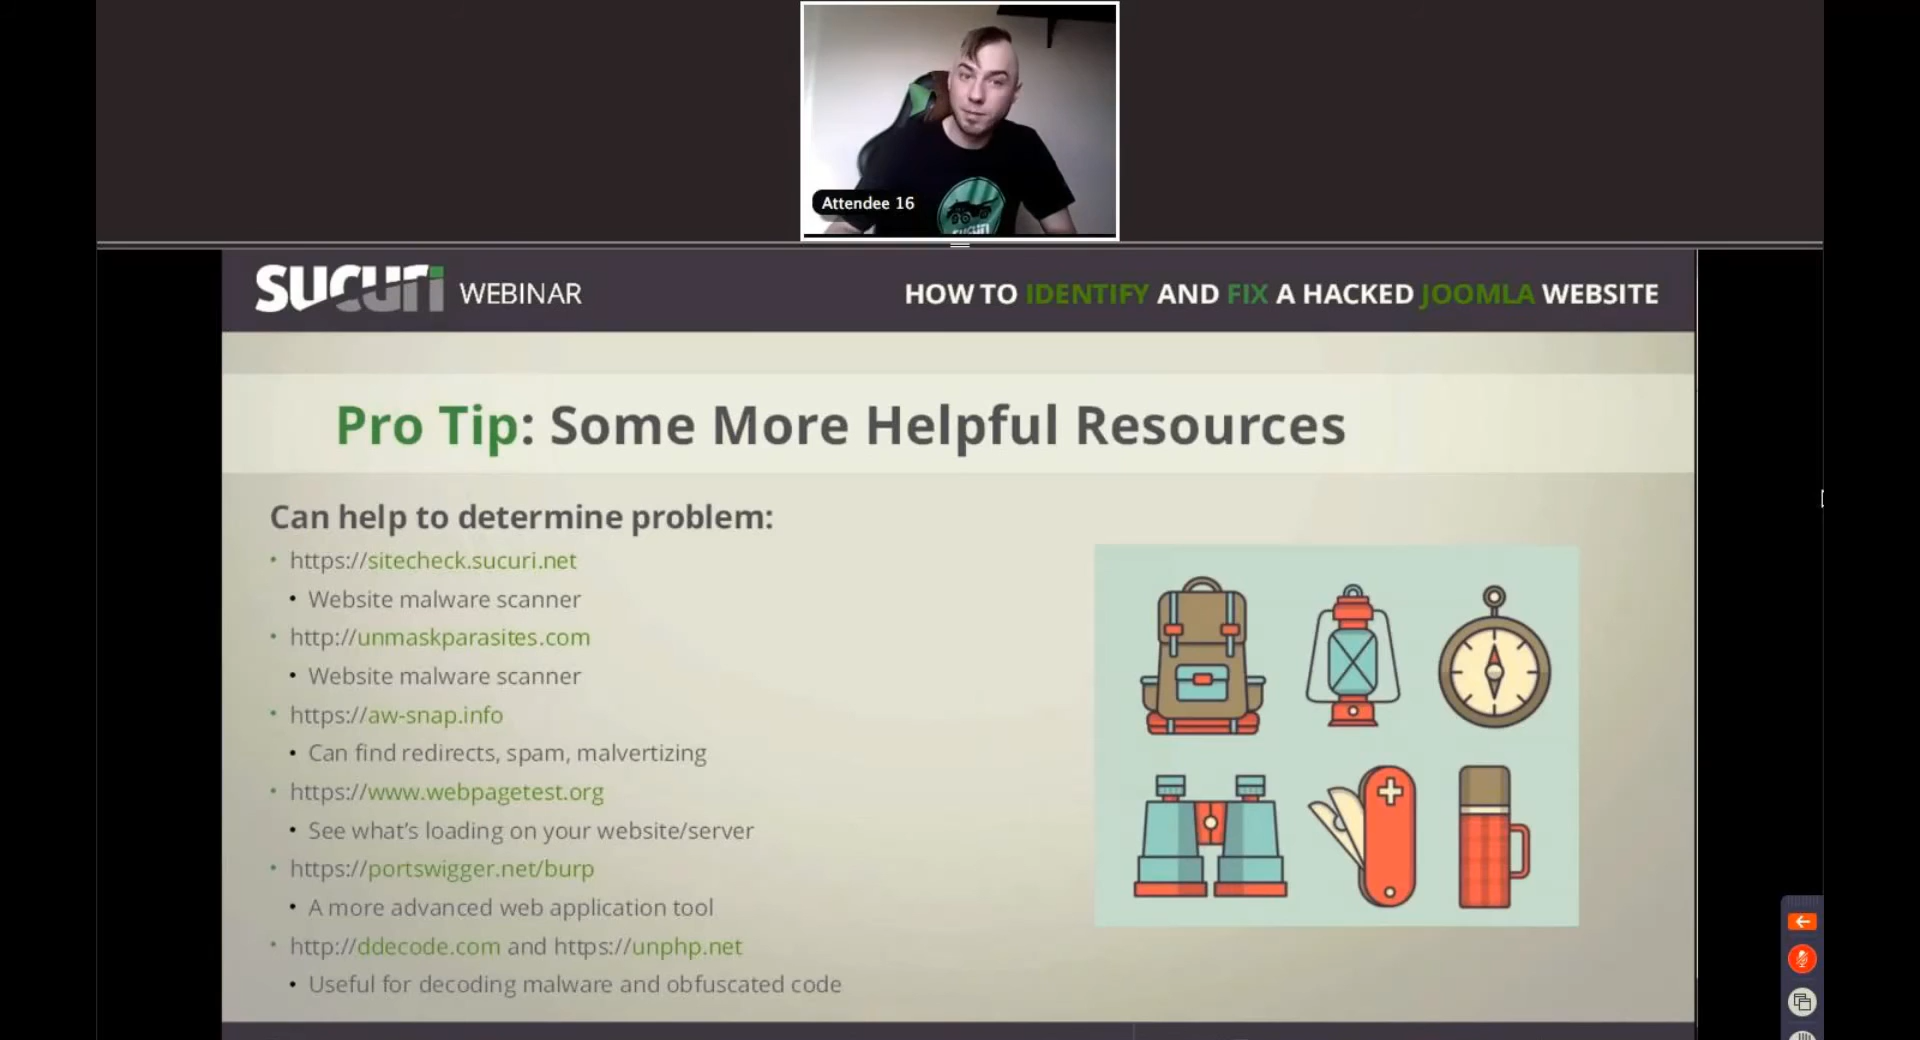 Attendee 16
sucuri
SUCUri WEBINAR
HOW TO IDENTIFY AND FIX A HACKED JOOMLA WEBSITE
Pro Tip: Some More Helpful Resources
Can help to determine problem:
• https://sitecheck.sucuri.net
• Website malware scanner
• http://unmaskparasites.com
• Website malware scanner
• https://aw-snap.info
• Can find redirects, spam, malvertizing
• https://www.webpagetest.org
• See what's loading on your website/server
• https://portswigger.net/burp
• A more advanced web application tool
• http://ddecode.com and https://unphp.net
• Useful for decoding malware and obfuscated code